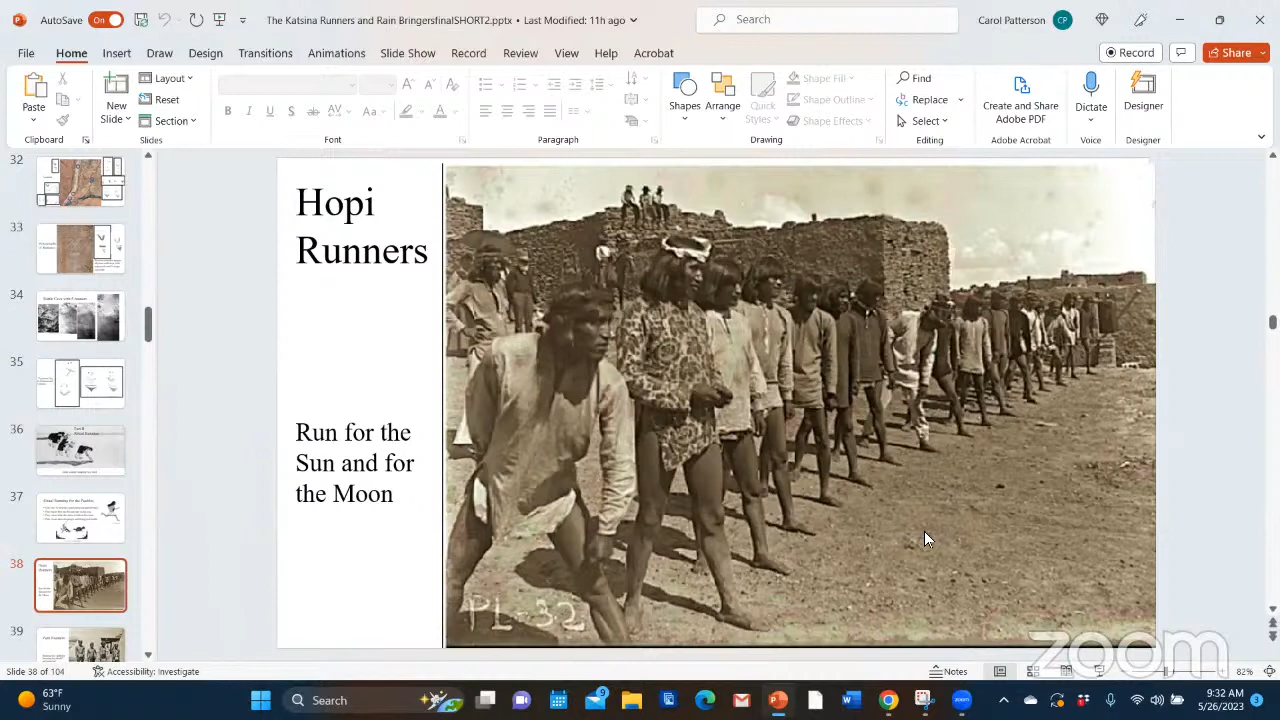 AutoSave On
The Katsina Runners and Rain BringersfinalSHORT2.pptx • Last Modified: 11h ago
Search
Carol Patterson CP
File Home Insert Draw Design Transitions Animations Slide Show Record Review View Help Acrobat
Record Share
Paste
New Slide
Layout
Reset
Section
B I U S ab AV Aa A
Shapes Arrange Quick Styles
Shape Fill
Shape Outline
Shape Effects
Find
Replace
Select
Create and Share Adobe PDF
Dictate
Designer
Clipboard Slides Font Paragraph Drawing Editing Adobe Acrobat Voice Designer
32
33
34
35
36
37
38
39
Hopi
Runners
Run for the
Sun and for
the Moon
PL-32
zoom
Slide 38 of 104 Accessibility: Investigate
Notes 82%
63°F
Sunny
Search
9
9:32 AM
5/26/2023
3